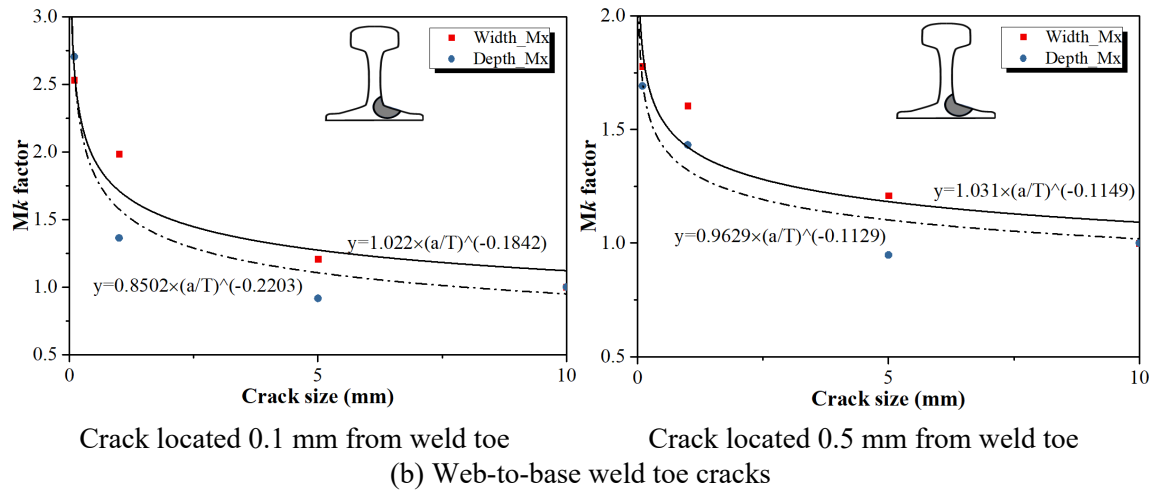 3.0
2.5
2.0
1.5
1.0
0.5
Mk factor
Width_Mx
Depth_Mx
y=1.022×(a/T)^(-0.1842)
y=0.8502×(a/T)^(-0.2203)
0 5 10
Crack size (mm)
Crack located 0.1 mm from weld toe
2.0
1.5
1.0
0.5
Mk factor
Width_Mx
Depth_Mx
y=1.031×(a/T)^(-0.1149)
y=0.9629×(a/T)^(-0.1129)
0 5 10
Crack size (mm)
Crack located 0.5 mm from weld toe
(b) Web-to-base weld toe cracks